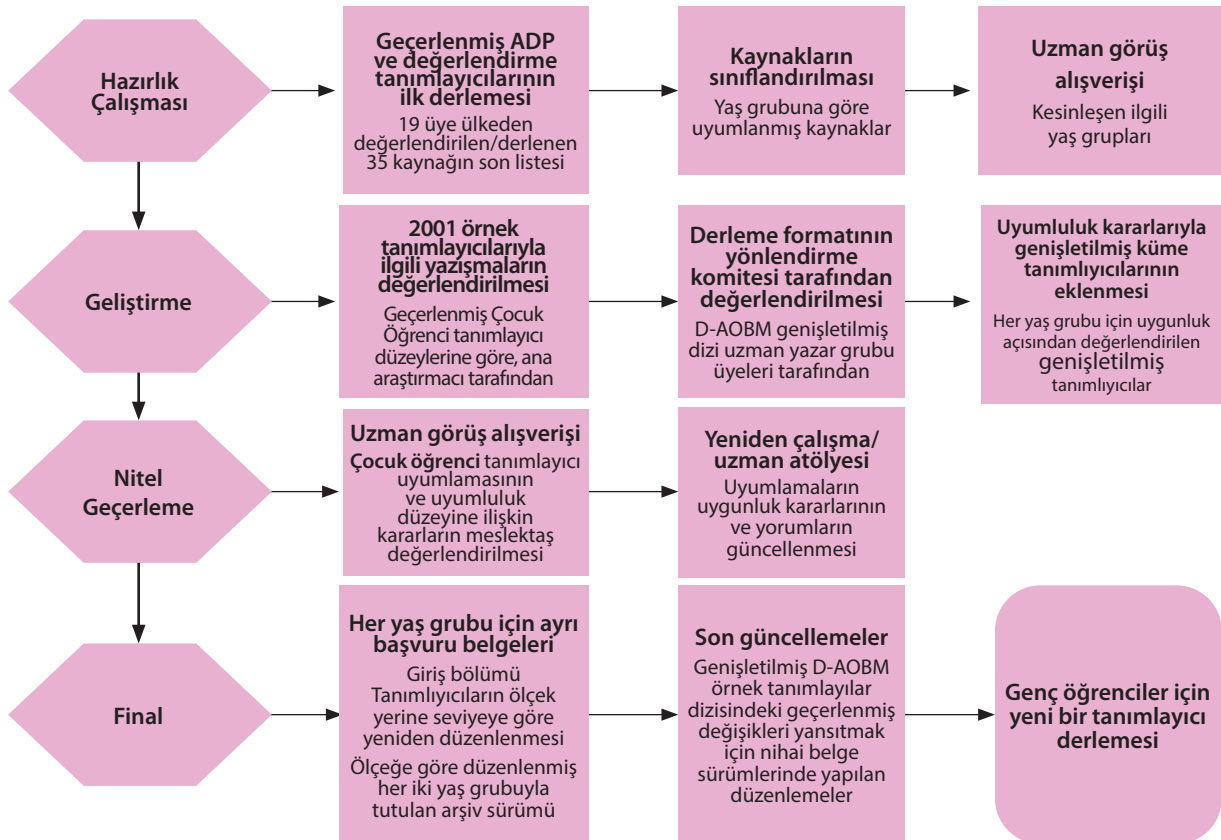 Hazırlık
Çalışması
Geçerlenmiş ADP
ve değerlendirme
tanımlayıcılarının
ilk derlemesi
19 üye ülkeden
değerlendirilen/derlenen
35 kaynağın son listesi
Kaynakların
sınıflandırılması
Yaş grubuna göre
uyumlanmış kaynaklar
Uzman görüş
alışverişi
Kesinleşen ilgili
yaş grupları
Geliştirme
2001 örnek
tanımlayıcılarıyla
ilgili yazışmaların
değerlendirilmesi
Geçerlenmiş Çocuk
Öğrenci tanımlayıcı
düzeylerine göre, ana
araştırmacı tarafından
Derleme formatının
yönlendirme
komitesi tarafından
değerlendirilmesi
D-AOBM genişletilmiş
dizi uzman yazar grubu
üyeleri tarafından
Uyumluluk kararlarıyla
genişletilmiş küme
tanımlıyıcılarının
eklenmesi
Her yaş grubu için uygunluk
açısından değerlendirilen
genişletilmiş
tanımlıyıcılar
Nitel
Geçerleme
Uzman görüş alışverişi
Çocuk öğrenci tanımlayıcı
uyumlamasının
ve uyumluluk
düzeyine ilişkin
kararların meslektaş
değerlendirilmesi
Yeniden çalışma/
uzman atölyesi
Uyumlamaların
uygunluk kararlarının
ve yorumların
güncellenmesi
Final
Her yaş grubu için ayrı
başvuru belgeleri
Giriş bölümü
Tanımlıyıcıların ölçek
yerine seviyeye göre
yeniden düzenlenmesi
Ölçeğe göre düzenlenmiş
her iki yaş grubuyla
tutulan arşiv sürümü
Son güncellemeler
Genişletilmiş D-AOBM
örnek tanımlayılar
dizisindeki geçerlenmiş
değişikleri yansıtmak
için nihai belge
sürümlerinde yapılan
düzenlemeler
Genç öğrenciler için
yeni bir tanımlayıcı
derlemesi